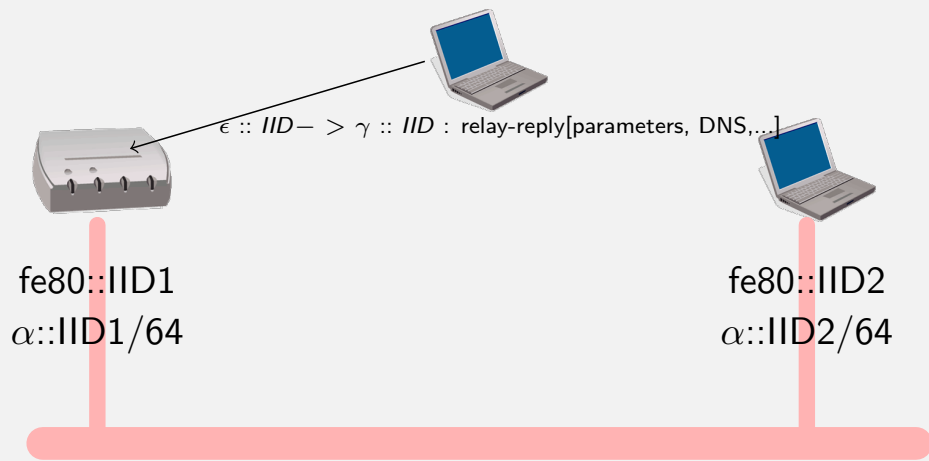 ϵ :: IID− > γ :: IID : relay-reply[parameters, DNS,...]
fe80::IID1
α::IID1/64
fe80::IID2
α::IID2/64